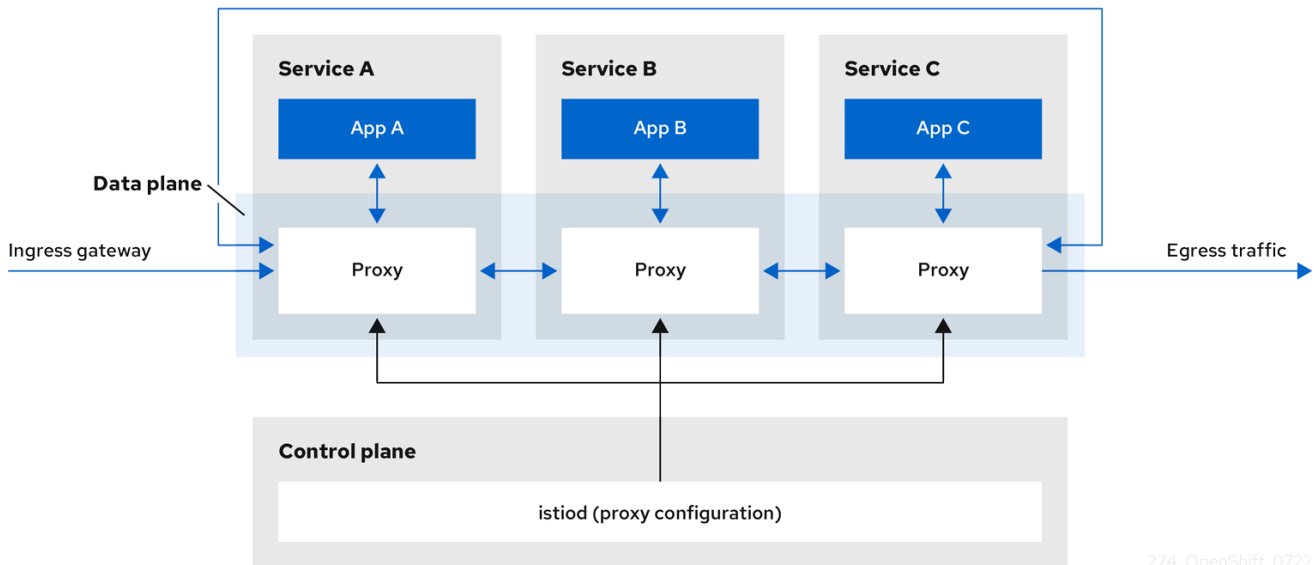 Service A
Service B
Service C
App A
App B
App C
Data plane
Ingress gateway
Proxy
Proxy
Proxy
Egress traffic
Control plane
istiod (proxy configuration)
274_OpenShift_0722